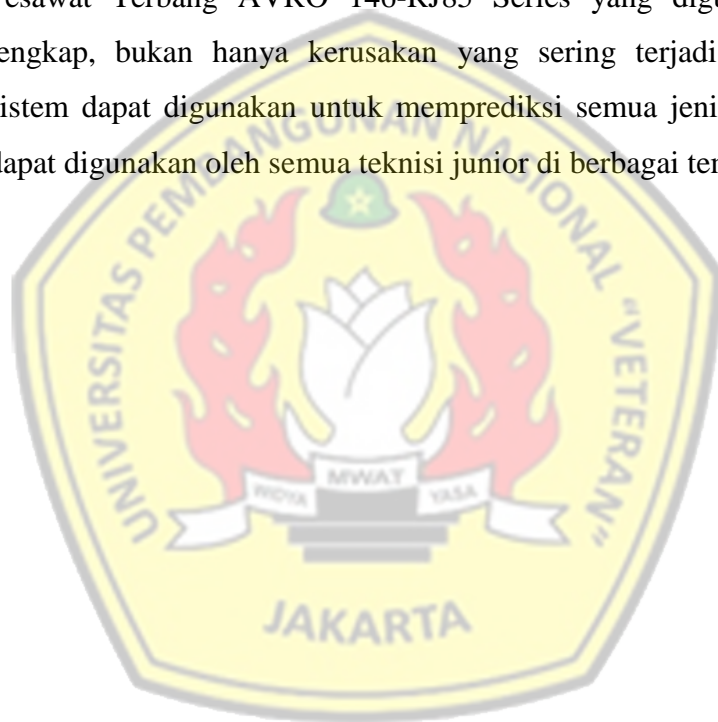 Terbang AVRO 146-RJ85 Series yang
bukan hanya kerusakan yang sering terjadi
dapat digunakan untuk memprediksi semua
dapat digunakan oleh semua teknisi junior di berbagai
UNIVERSITAS PEMBANGUNAN NASIONAL "VETERAN"
WIDYA MWAT YASA
JAKARTA